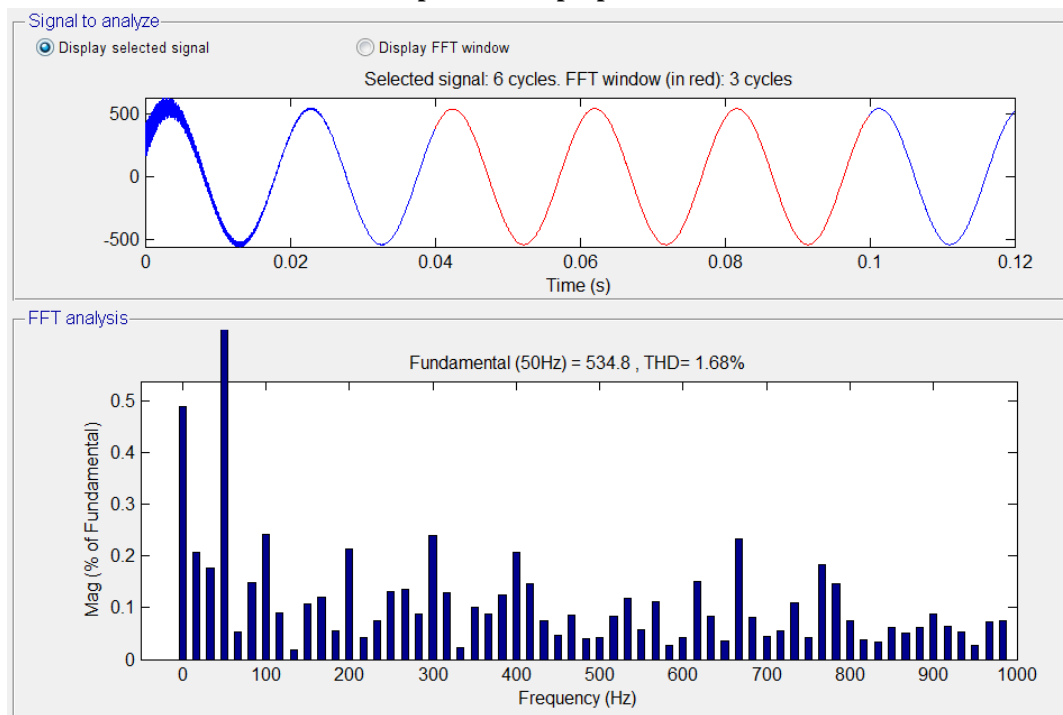 Signal to analyze
Display selected signal
Display FFT window
Selected signal: 6 cycles. FFT window (in red): 3 cycles
500
0
-500
0 0.02 0.04 0.06 0.08 0.1 0.12
Time (s)
FFT analysis
Fundamental (50Hz) = 534.8 , THD= 1.68%
Mag (% of Fundamental)
0.5
0.4
0.3
0.2
0.1
0
0 100 200 300 400 500 600 700 800 900 1000
Frequency (Hz)